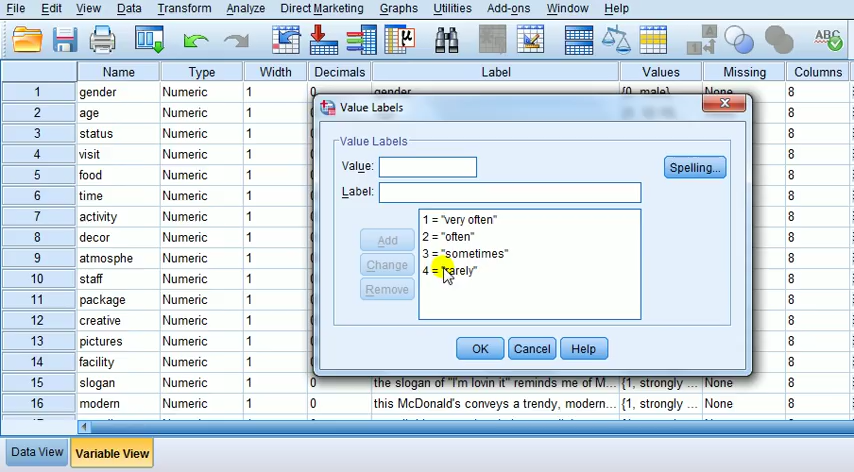 File Edit View Data Transform Analyze Direct Marketing Graphs Utilities Add-ons Window Help
ABC
Name Type Width Decimals Label Values Missing Columns
1 gender Numeric 1 0 gender {0, male} None 8
2 age Numeric 1 8
3 status Numeric 1 8
4 visit Numeric 1 8
5 food Numeric 1 8
6 time Numeric 1 8
7 activity Numeric 1 8
8 decor Numeric 1 8
9 atmosphe Numeric 1 8
10 staff Numeric 1 8
11 package Numeric 1 8
12 creative Numeric 1 8
13 pictures Numeric 1 8
14 facility Numeric 1 8
15 slogan Numeric 1 0 the slogan of "I'm lovin it" reminds me of M... {1, strongly ... None 8
16 modern Numeric 1 0 this McDonald's conveys a trendy, modern... {1, strongly ... None 8
Value Labels
Value Labels
Value:
Spelling...
Label:
1 = "very often"
2 = "often"
3 = "sometimes"
4 = "rarely"
Add
Change
Remove
OK Cancel Help
Data View Variable View